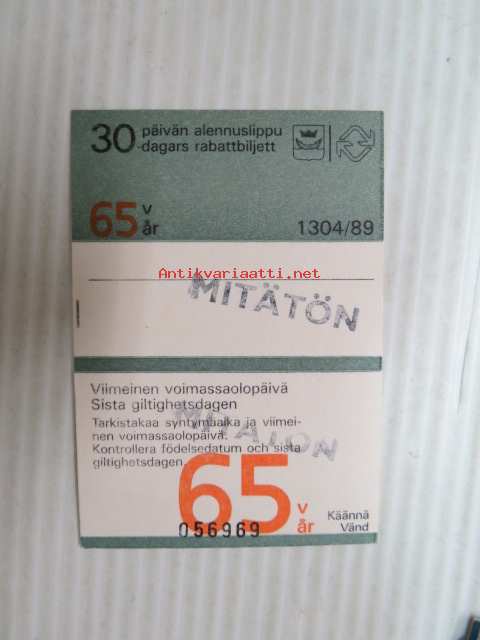 30 päivän alennuslippu
-dagars rabattbiljett
65 v
år
1304/89
Antikvariaatti.net
MITÄTÖN
Viimeinen voimassaolopäivä
Sista giltighetsdagen
MITÄTÖN
Tarkistakaa syntymäaika ja viimei-
nen voimassaolopäivä.
Kontrollera födelsedatum och sista
giltighetsdagen.
65 v
år
056969
Käännä
Vänd